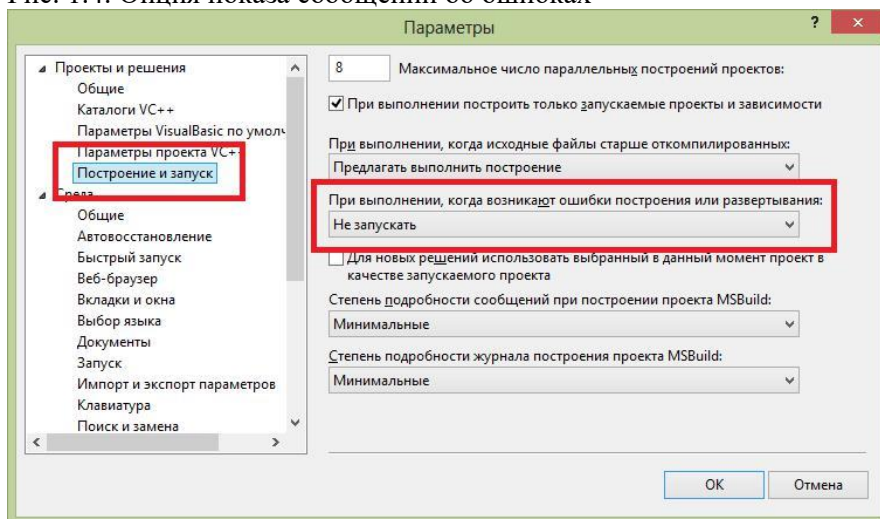 Рис. 1.4. Опция показа сообщений об ошибках
Параметры
?
×
Проекты и решения
Общие
Каталоги VC++
Параметры VisualBasic по умолч
Параметры проекта VC+
Построение и запуск
Среда
Общие
Автовосстановление
Быстрый запуск
Веб-браузер
Вкладки и окна
Выбор языка
Документы
Запуск
Импорт и экспорт параметров
Клавиатура
Поиск и замена
8 Максимальное число параллельных построений проектов:
При выполнении построить только запускаемые проекты и зависимости
При выполнении, когда исходные файлы старше откомпилированных:
Предлагать выполнить построение
При выполнении, когда возникают ошибки построения или развертывания:
Не запускать
Для новых решений использовать выбранный в данный момент проект в
качестве запускаемого проекта
Степень подробности сообщений при построении проекта MSBuild:
Минимальные
Степень подробности журнала построения проекта MSBuild:
Минимальные
OK
Отмена